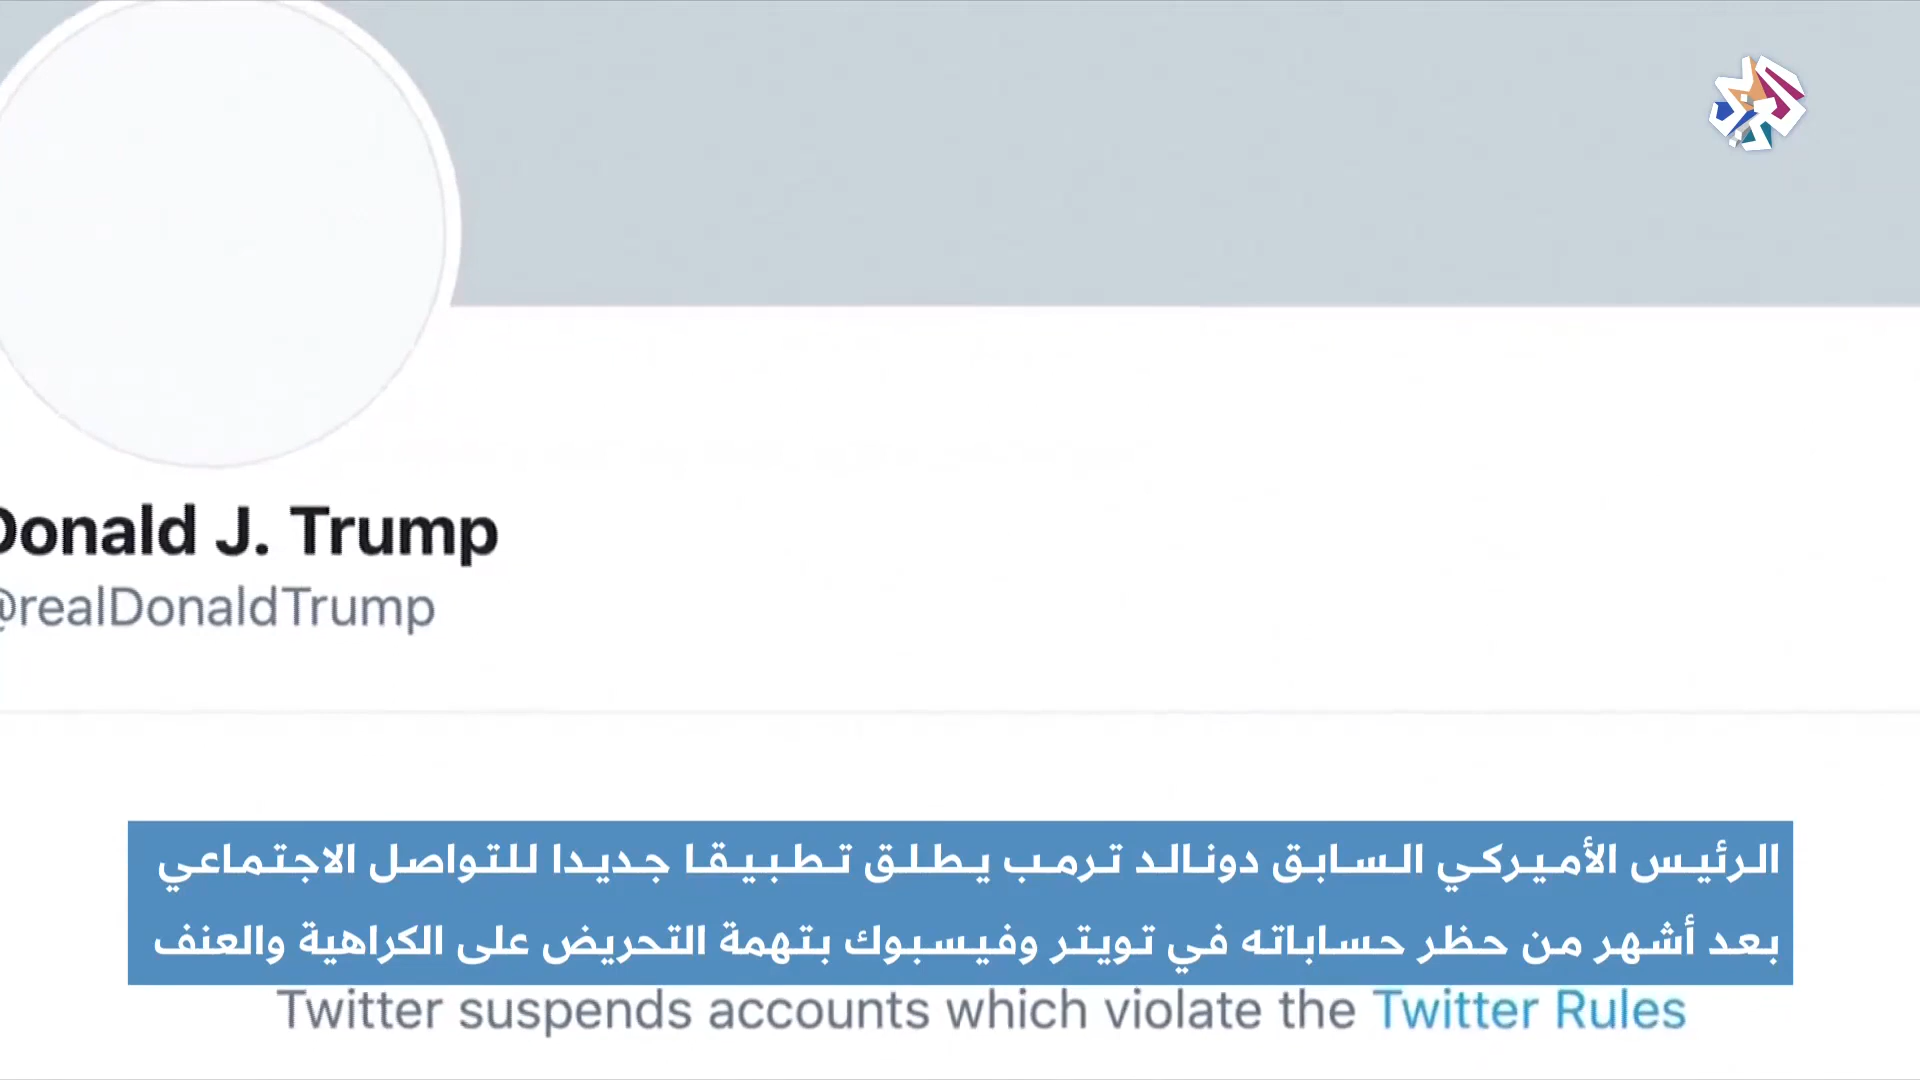 Donald J. Trump
@realDonaldTrump
الرئيس الأميركي السابق دونالد ترمب يطلق تطبيقا جديدا للتواصل الاجتماعي
بعد أشهر من حظر حساباته في تويتر وفيسبوك بتهمة التحريض على الكراهية والعنف
Twitter suspends accounts which violate the Twitter Rules